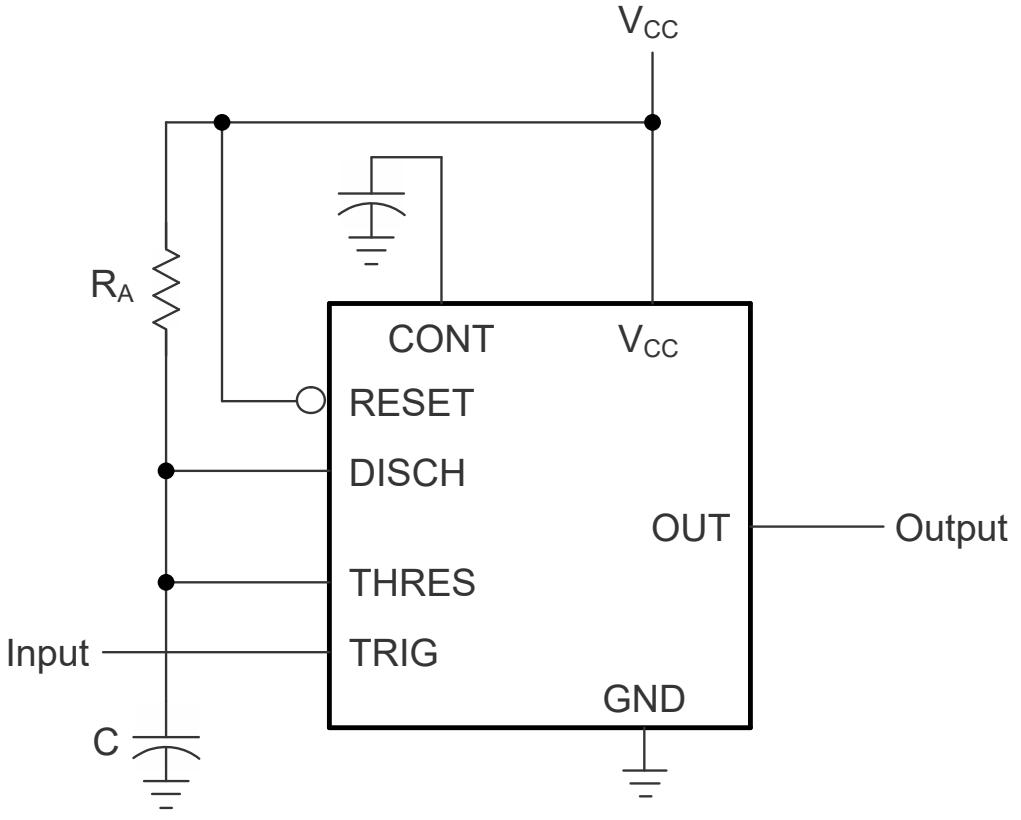 VCC
RA
CONT
VCC
RESET
DISCH
OUT
Output
THRES
Input
TRIG
GND
C